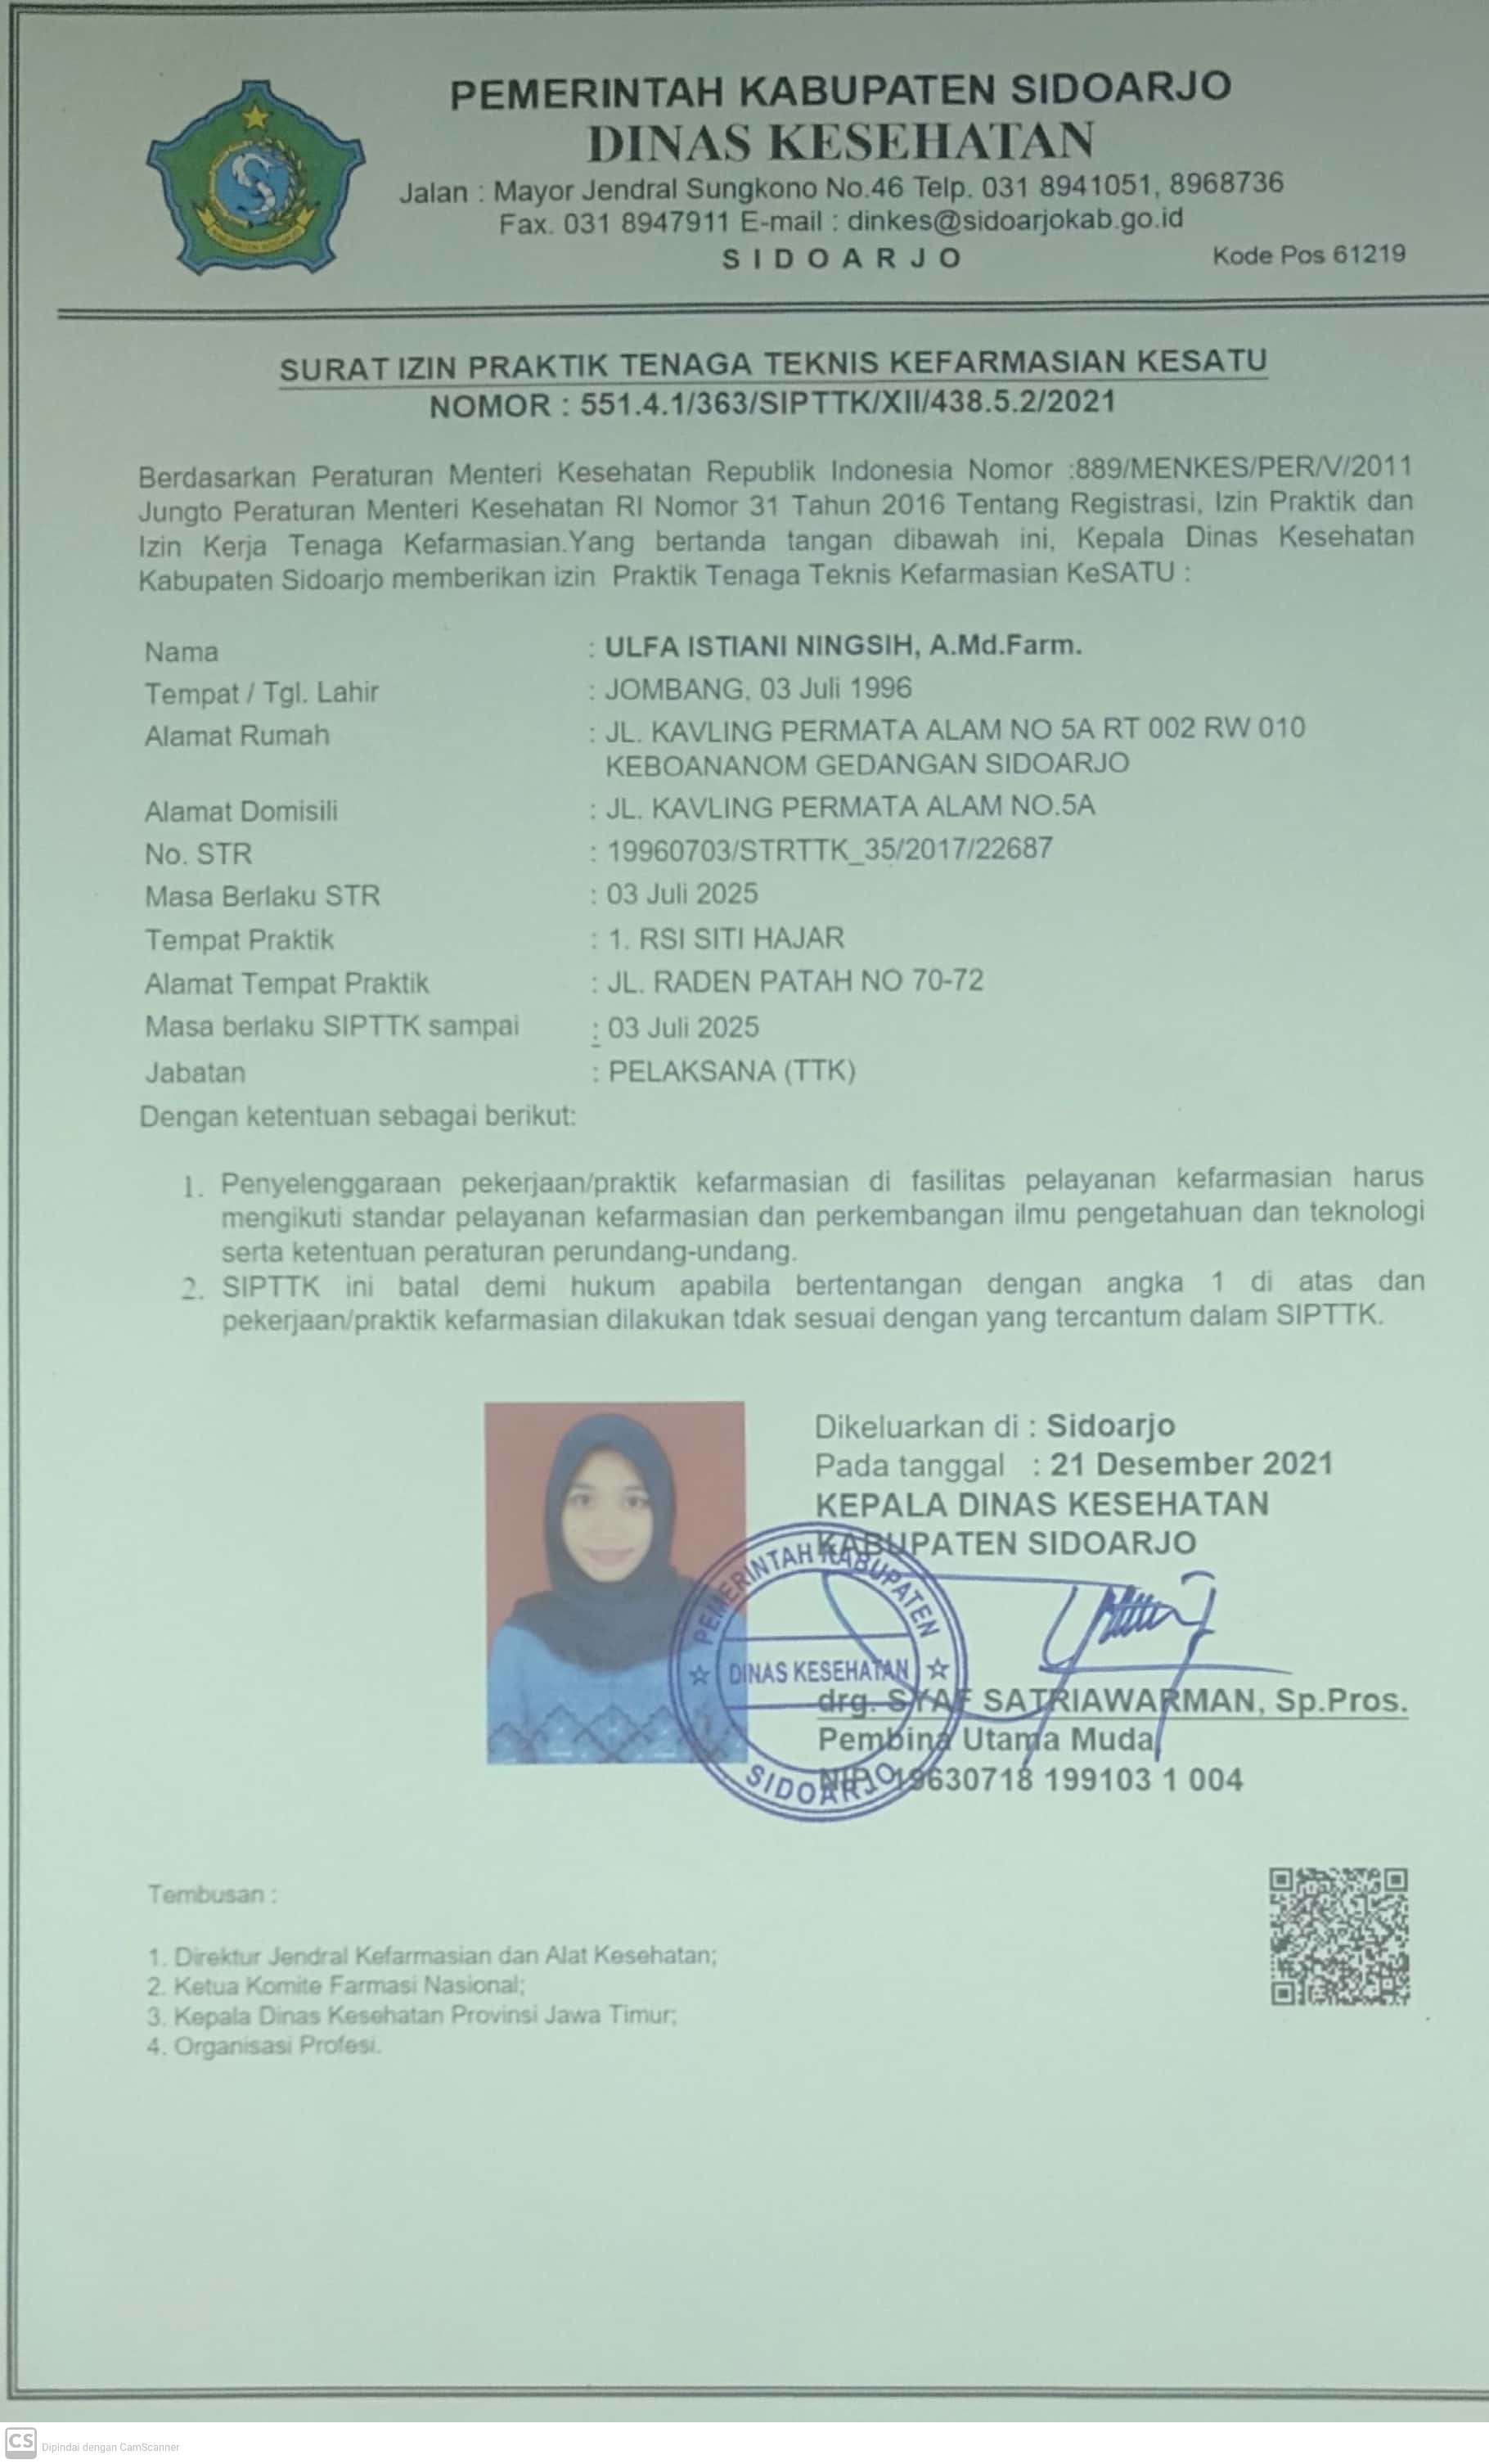 PEMERINTAH KABUPATEN SIDOARJO
DINAS KESEHATAN
Jalan : Mayor Jendral Sungkono No.46 Telp. 031 8941051, 8968736
Fax. 031 8947911 E-mail : dinkes@sidoarjokab.go.id
SIDOARJO
Kode Pos 61219
SURAT IZIN PRAKTIK TENAGA TEKNIS KEFARMASIAN KESATU
NOMOR : 551.4.1/363/SIPTTK/XII/438.5.2/2021
Berdasarkan Peraturan Menteri Kesehatan Republik Indonesia Nomor :889/MENKES/PER/V/2011
Jungto Peraturan Menteri Kesehatan RI Nomor 31 Tahun 2016 Tentang Registrasi, Izin Praktik dan
Izin Kerja Tenaga Kefarmasian.Yang bertanda tangan dibawah ini, Kepala Dinas Kesehatan
Kabupaten Sidoarjo memberikan izin Praktik Tenaga Teknis Kefarmasian KeSATU :
Nama : ULFA ISTIANI NINGSIH, A.Md.Farm.
Tempat / Tgl. Lahir : JOMBANG, 03 Juli 1996
Alamat Rumah : JL. KAVLING PERMATA ALAM NO 5A RT 002 RW 010
KEBOANANOM GEDANGAN SIDOARJO
Alamat Domisili : JL. KAVLING PERMATA ALAM NO.5A
No. STR : 19960703/STRTTK_35/2017/22687
Masa Berlaku STR : 03 Juli 2025
Tempat Praktik : 1. RSI SITI HAJAR
Alamat Tempat Praktik : JL. RADEN PATAH NO 70-72
Masa berlaku SIPTTK sampai : 03 Juli 2025
Jabatan : PELAKSANA (TTK)
Dengan ketentuan sebagai berikut:
1. Penyelenggaraan pekerjaan/praktik kefarmasian di fasilitas pelayanan kefarmasian harus
mengikuti standar pelayanan kefarmasian dan perkembangan ilmu pengetahuan dan teknologi
serta ketentuan peraturan perundang-undang.
2. SIPTTK ini batal demi hukum apabila bertentangan dengan angka 1 di atas dan
pekerjaan/praktik kefarmasian dilakukan tdak sesuai dengan yang tercantum dalam SIPTTK.
Dikeluarkan di : Sidoarjo
Pada tanggal : 21 Desember 2021
KEPALA DINAS KESEHATAN
KABUPATEN SIDOARJO
PEMERINTAH KABUPATEN
DINAS KESEHATAN
SIDOARJO
drg. SYAF SATRIAWARMAN, Sp.Pros.
Pembina Utama Muda
NIP. 19630718 199103 1 004
Tembusan :
1. Direktur Jendral Kefarmasian dan Alat Kesehatan;
2. Ketua Komite Farmasi Nasional;
3. Kepala Dinas Kesehatan Provinsi Jawa Timur;
4. Organisasi Profesi.
CS Dipindai dengan CamScanner